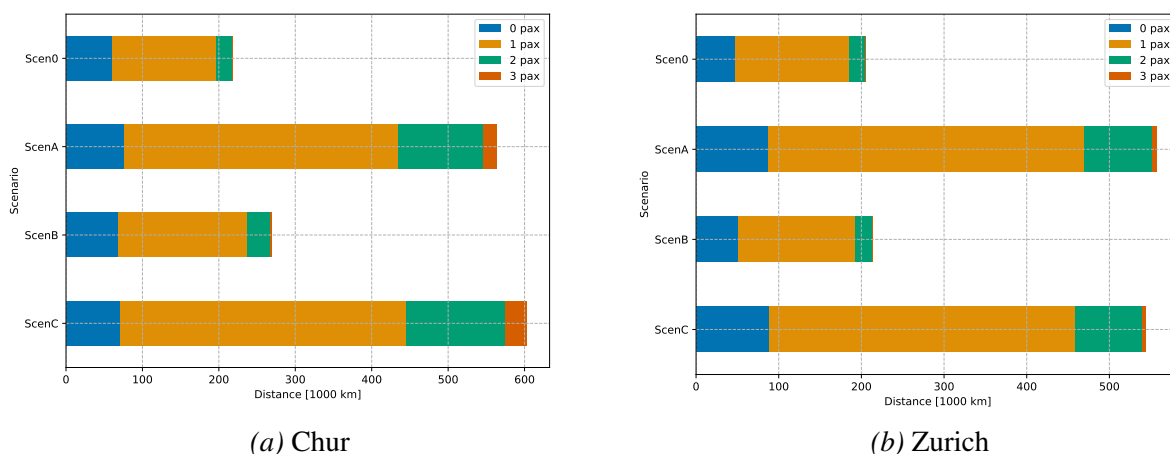 0 pax
1 pax
2 pax
3 pax
Scen0
ScenA
ScenB
ScenC
Scenario
0 100 200 300 400 500 600
Distance [1000 km]
(a) Chur
0 pax
1 pax
2 pax
3 pax
Scen0
ScenA
ScenB
ScenC
Scenario
0 100 200 300 400 500
Distance [1000 km]
(b) Zurich